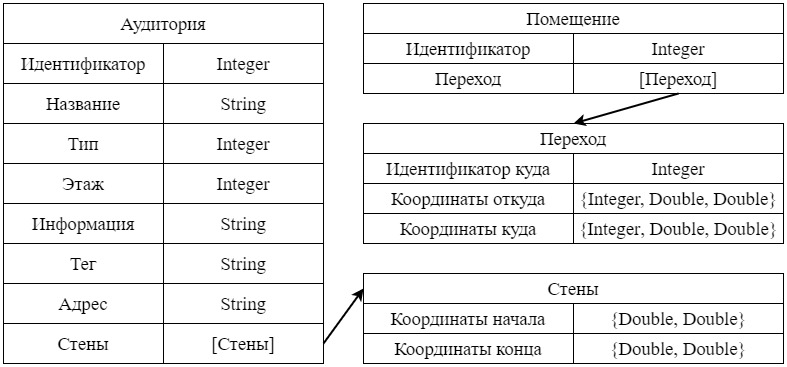 Аудитория
Идентификатор Integer
Название String
Тип Integer
Этаж Integer
Информация String
Тег String
Адрес String
Стены [Стены]
Помещение
Идентификатор Integer
Переход [Переход]
Переход
Идентификатор куда Integer
Координаты откуда {Integer, Double, Double}
Координаты куда {Integer, Double, Double}
Стены
Координаты начала {Double, Double}
Координаты конца {Double, Double}